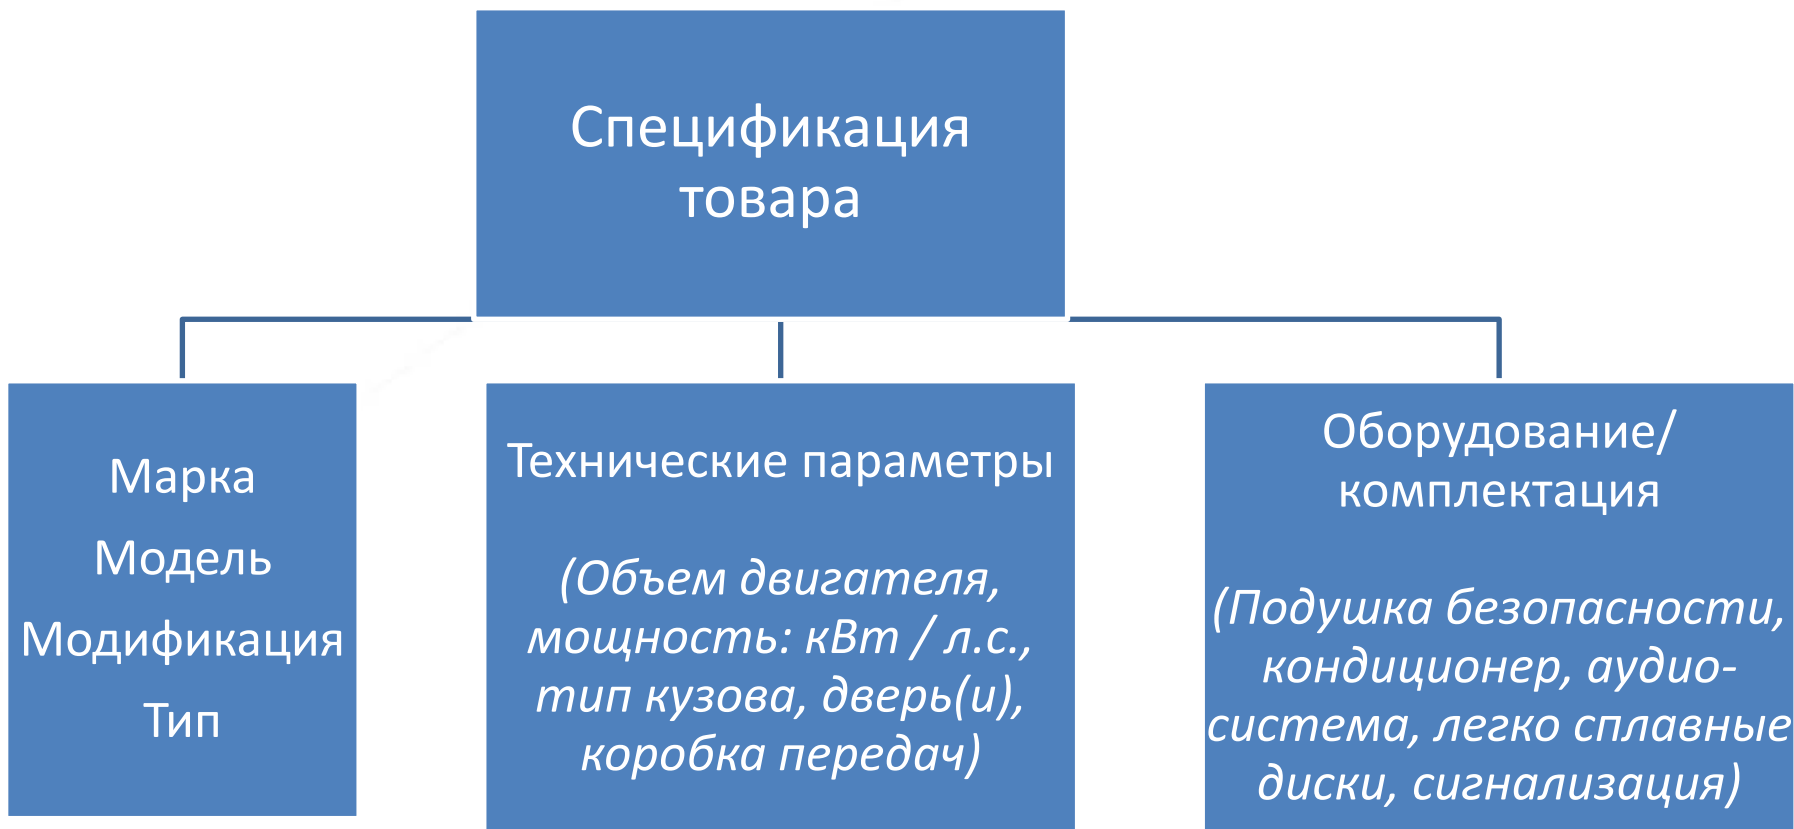 Спецификация
товара
Марка
Модель
Модификация
Тип
Технические параметры
(Объем двигателя,
мощность: кВт / л.с.,
тип кузова, дверь(и),
коробка передач)
Оборудование/
комплектация
(Подушка безопасности,
кондиционер, аудио-
система, легко сплавные
диски, сигнализация)